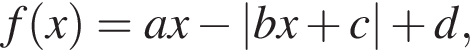 f(x) = ax − |bx + c| + d,